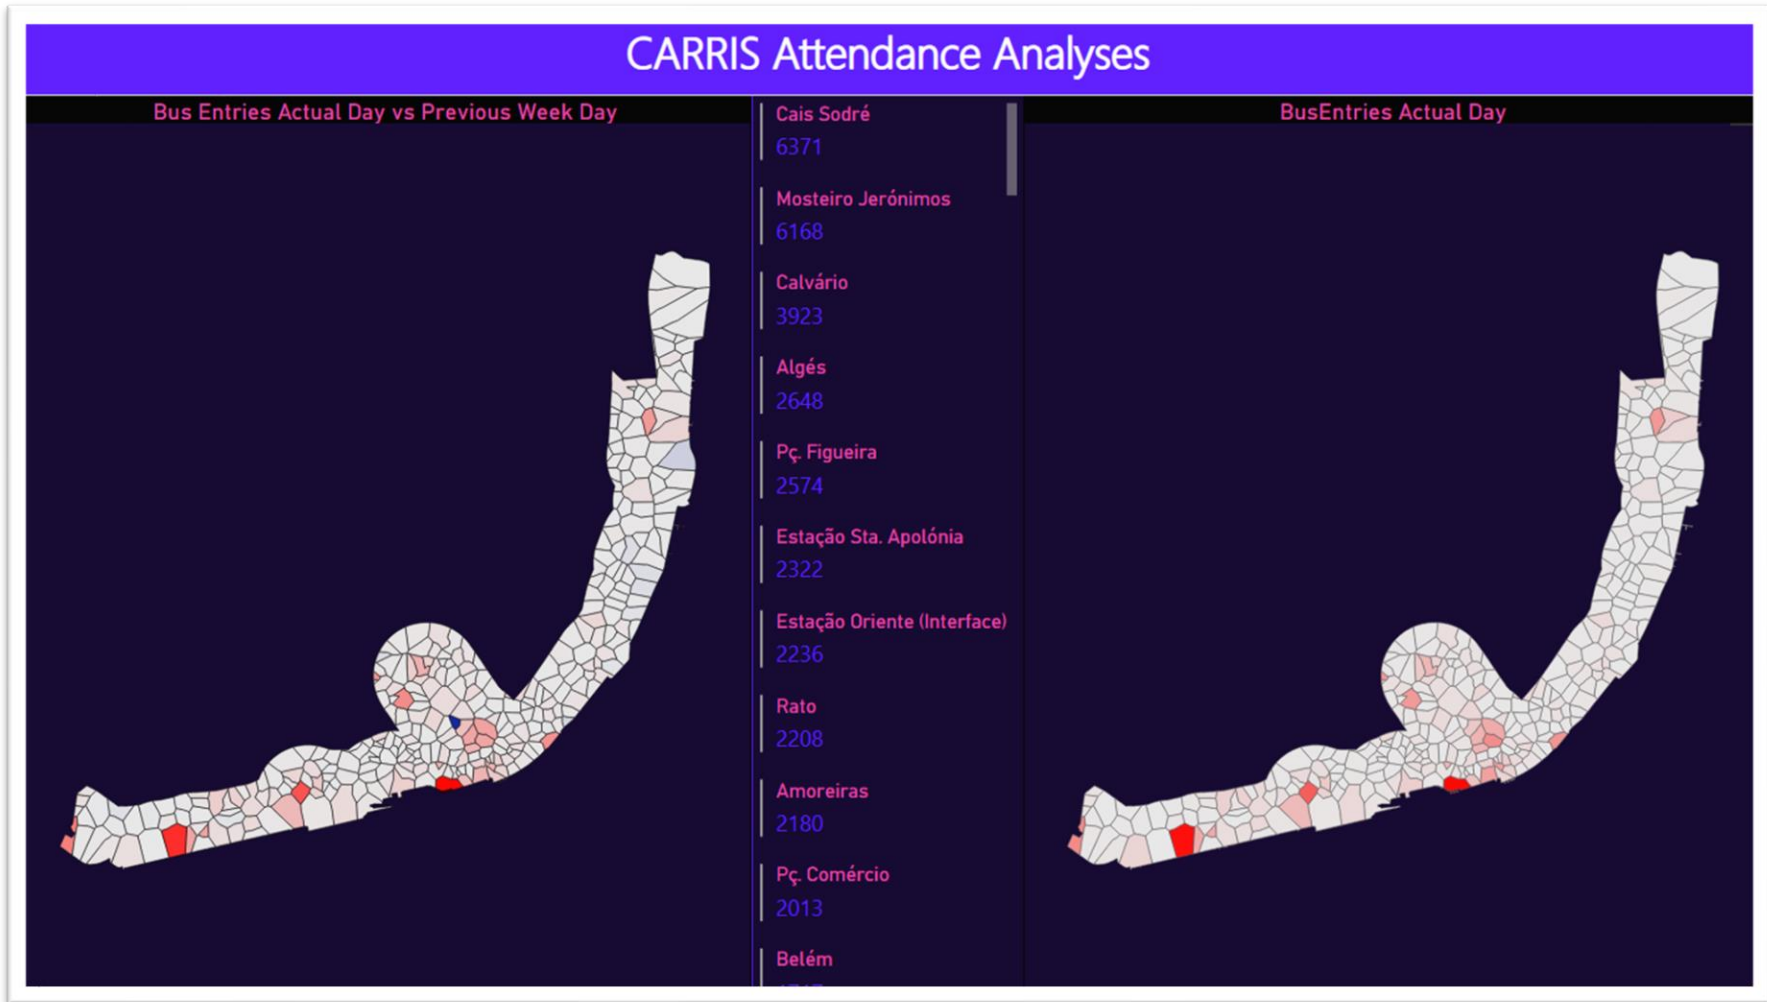 CARRIS Attendance Analyses
Bus Entries Actual Day vs Previous Week Day
Cais Sodré
6371
Mosteiro Jerónimos
6168
Calvário
3923
Algés
2648
Pç. Figueira
2574
Estação Sta. Apolónia
2322
Estação Oriente (Interface)
2236
Rato
2208
Amoreiras
2180
Pç. Comércio
2013
Belém
BusEntries Actual Day